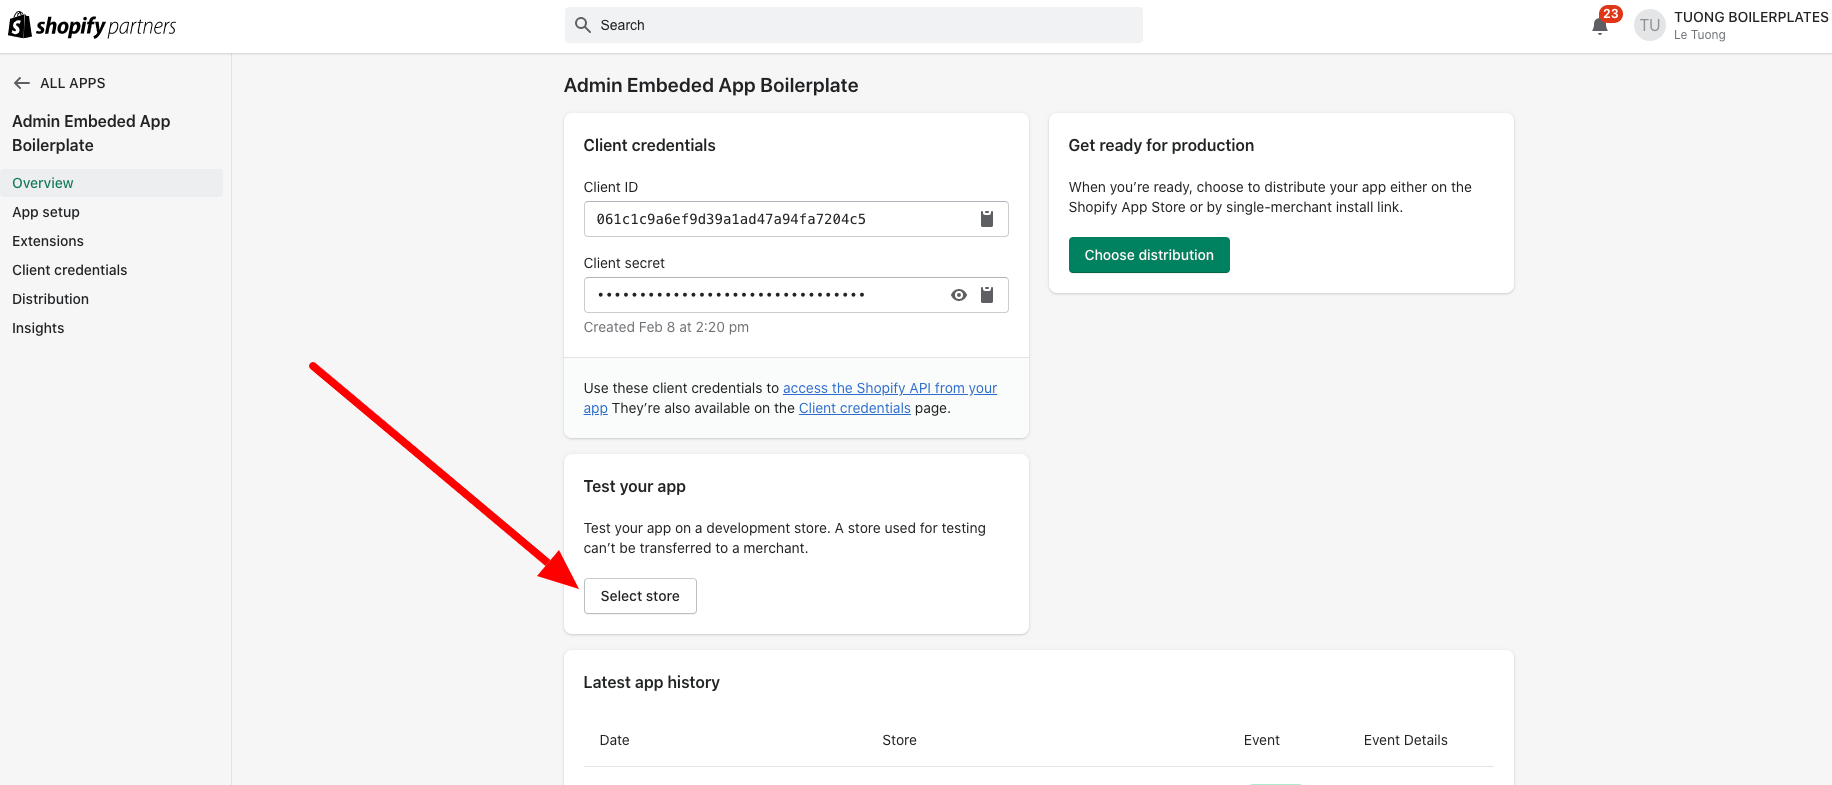 shopify partners
Search
23
TU
TUONG BOILERPLATES
Le Tuong
ALL APPS
Admin Embeded App
Boilerplate
Overview
App setup
Extensions
Client credentials
Distribution
Insights
Admin Embeded App Boilerplate
Client credentials
Client ID
061c1c9a6ef9d39a1ad47a94fa7204c5
Client secret
••••••••••••••••••••••••••••••••
Created Feb 8 at 2:20 pm
Use these client credentials to access the Shopify API from your
app They’re also available on the Client credentials page.
Test your app
Test your app on a development store. A store used for testing
can’t be transferred to a merchant.
Select store
Get ready for production
When you’re ready, choose to distribute your app either on the
Shopify App Store or by single-merchant install link.
Choose distribution
Latest app history
Date Store Event Event Details